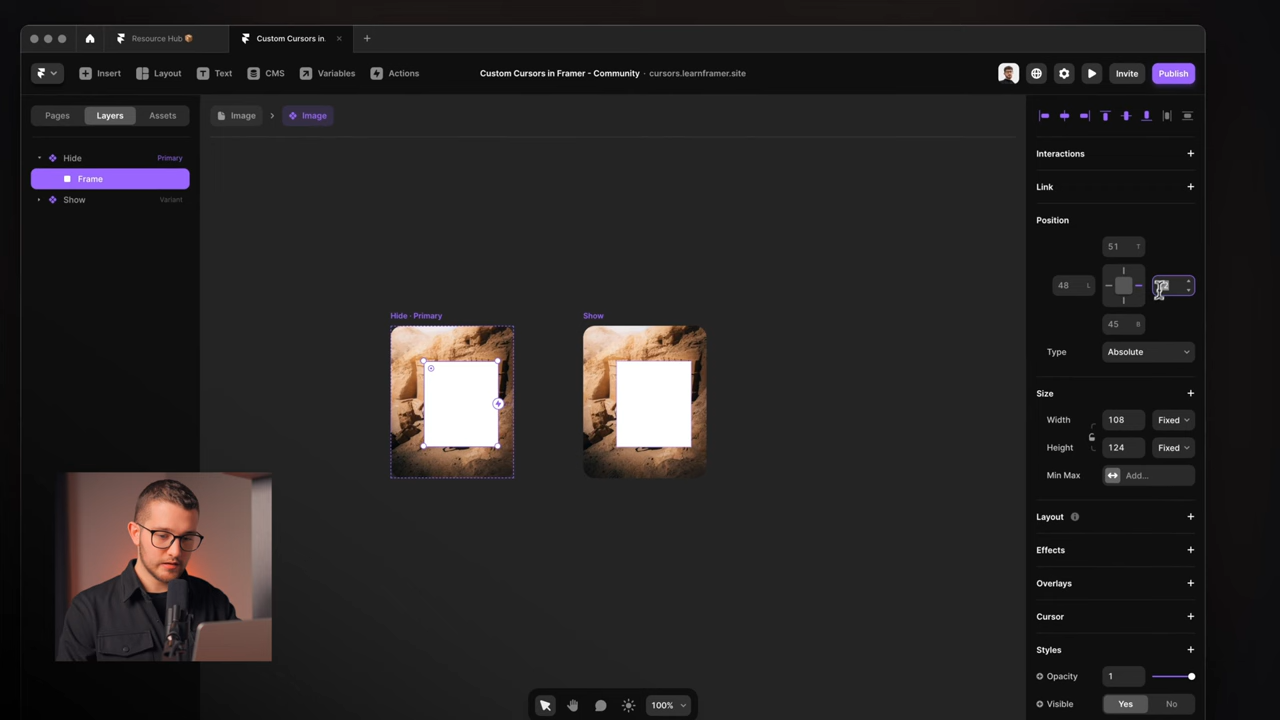 Resource Hub
Custom Cursors in
Insert
Layout
Text
CMS
Variables
Actions
Custom Cursors in Framer - Community · cursors.learnframer.site
Invite
Publish
Pages
Layers
Assets
Image
Image
Hide
Primary
Frame
Show
Variant
Hide · Primary
Show
Interactions
Link
Position
51 T
48 L
45 B
Type
Absolute
Size
Width
108
Fixed
Height
124
Fixed
Min Max
Add...
Layout
Effects
Overlays
Cursor
Styles
Opacity
1
Visible
Yes
No
100%